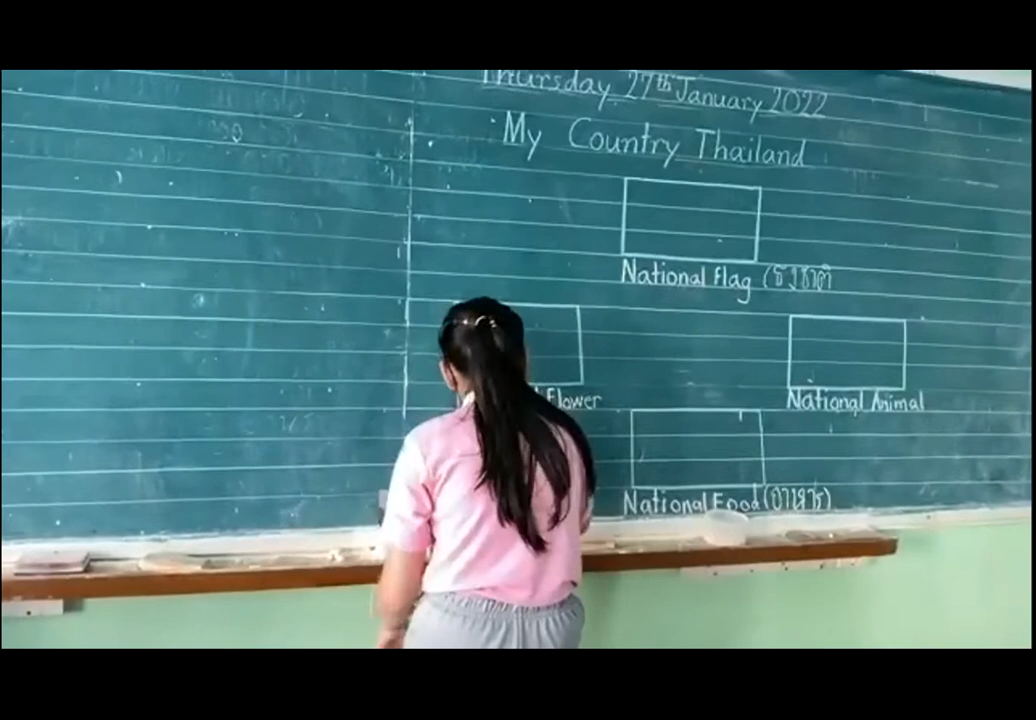 Thursday 27th January 2022
My Country Thailand
National Flag (ธงชาติ
Flower
National Animal
National Food (อาหาร)